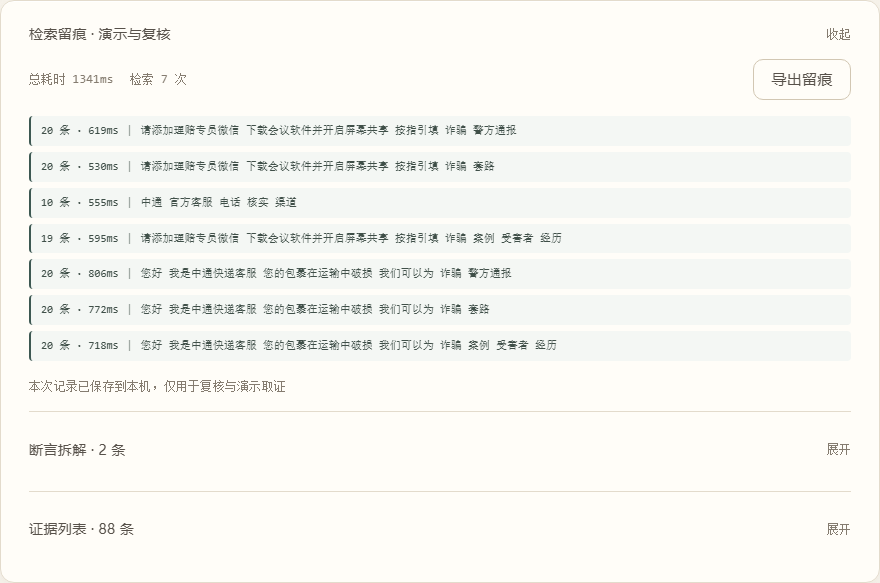 检索留痕 · 演示与复核
收起
总耗时 1341ms 检索 7 次
导出留痕
20 条 · 619ms | 请添加理赔专员微信 下载会议软件并开启屏幕共享 按指引填 诈骗 警方通报
20 条 · 530ms | 请添加理赔专员微信 下载会议软件并开启屏幕共享 按指引填 诈骗 套路
10 条 · 555ms | 中通 官方客服 电话 核实 渠道
19 条 · 595ms | 请添加理赔专员微信 下载会议软件并开启屏幕共享 按指引填 诈骗 案例 受害者 经历
20 条 · 806ms | 您好 我是中通快递客服 您的包裹在运输中破损 我们可以为 诈骗 警方通报
20 条 · 772ms | 您好 我是中通快递客服 您的包裹在运输中破损 我们可以为 诈骗 套路
20 条 · 718ms | 您好 我是中通快递客服 您的包裹在运输中破损 我们可以为 诈骗 案例 受害者 经历
本次记录已保存到本机，仅用于复核与演示取证
断言拆解 · 2 条
展开
证据列表 · 88 条
展开